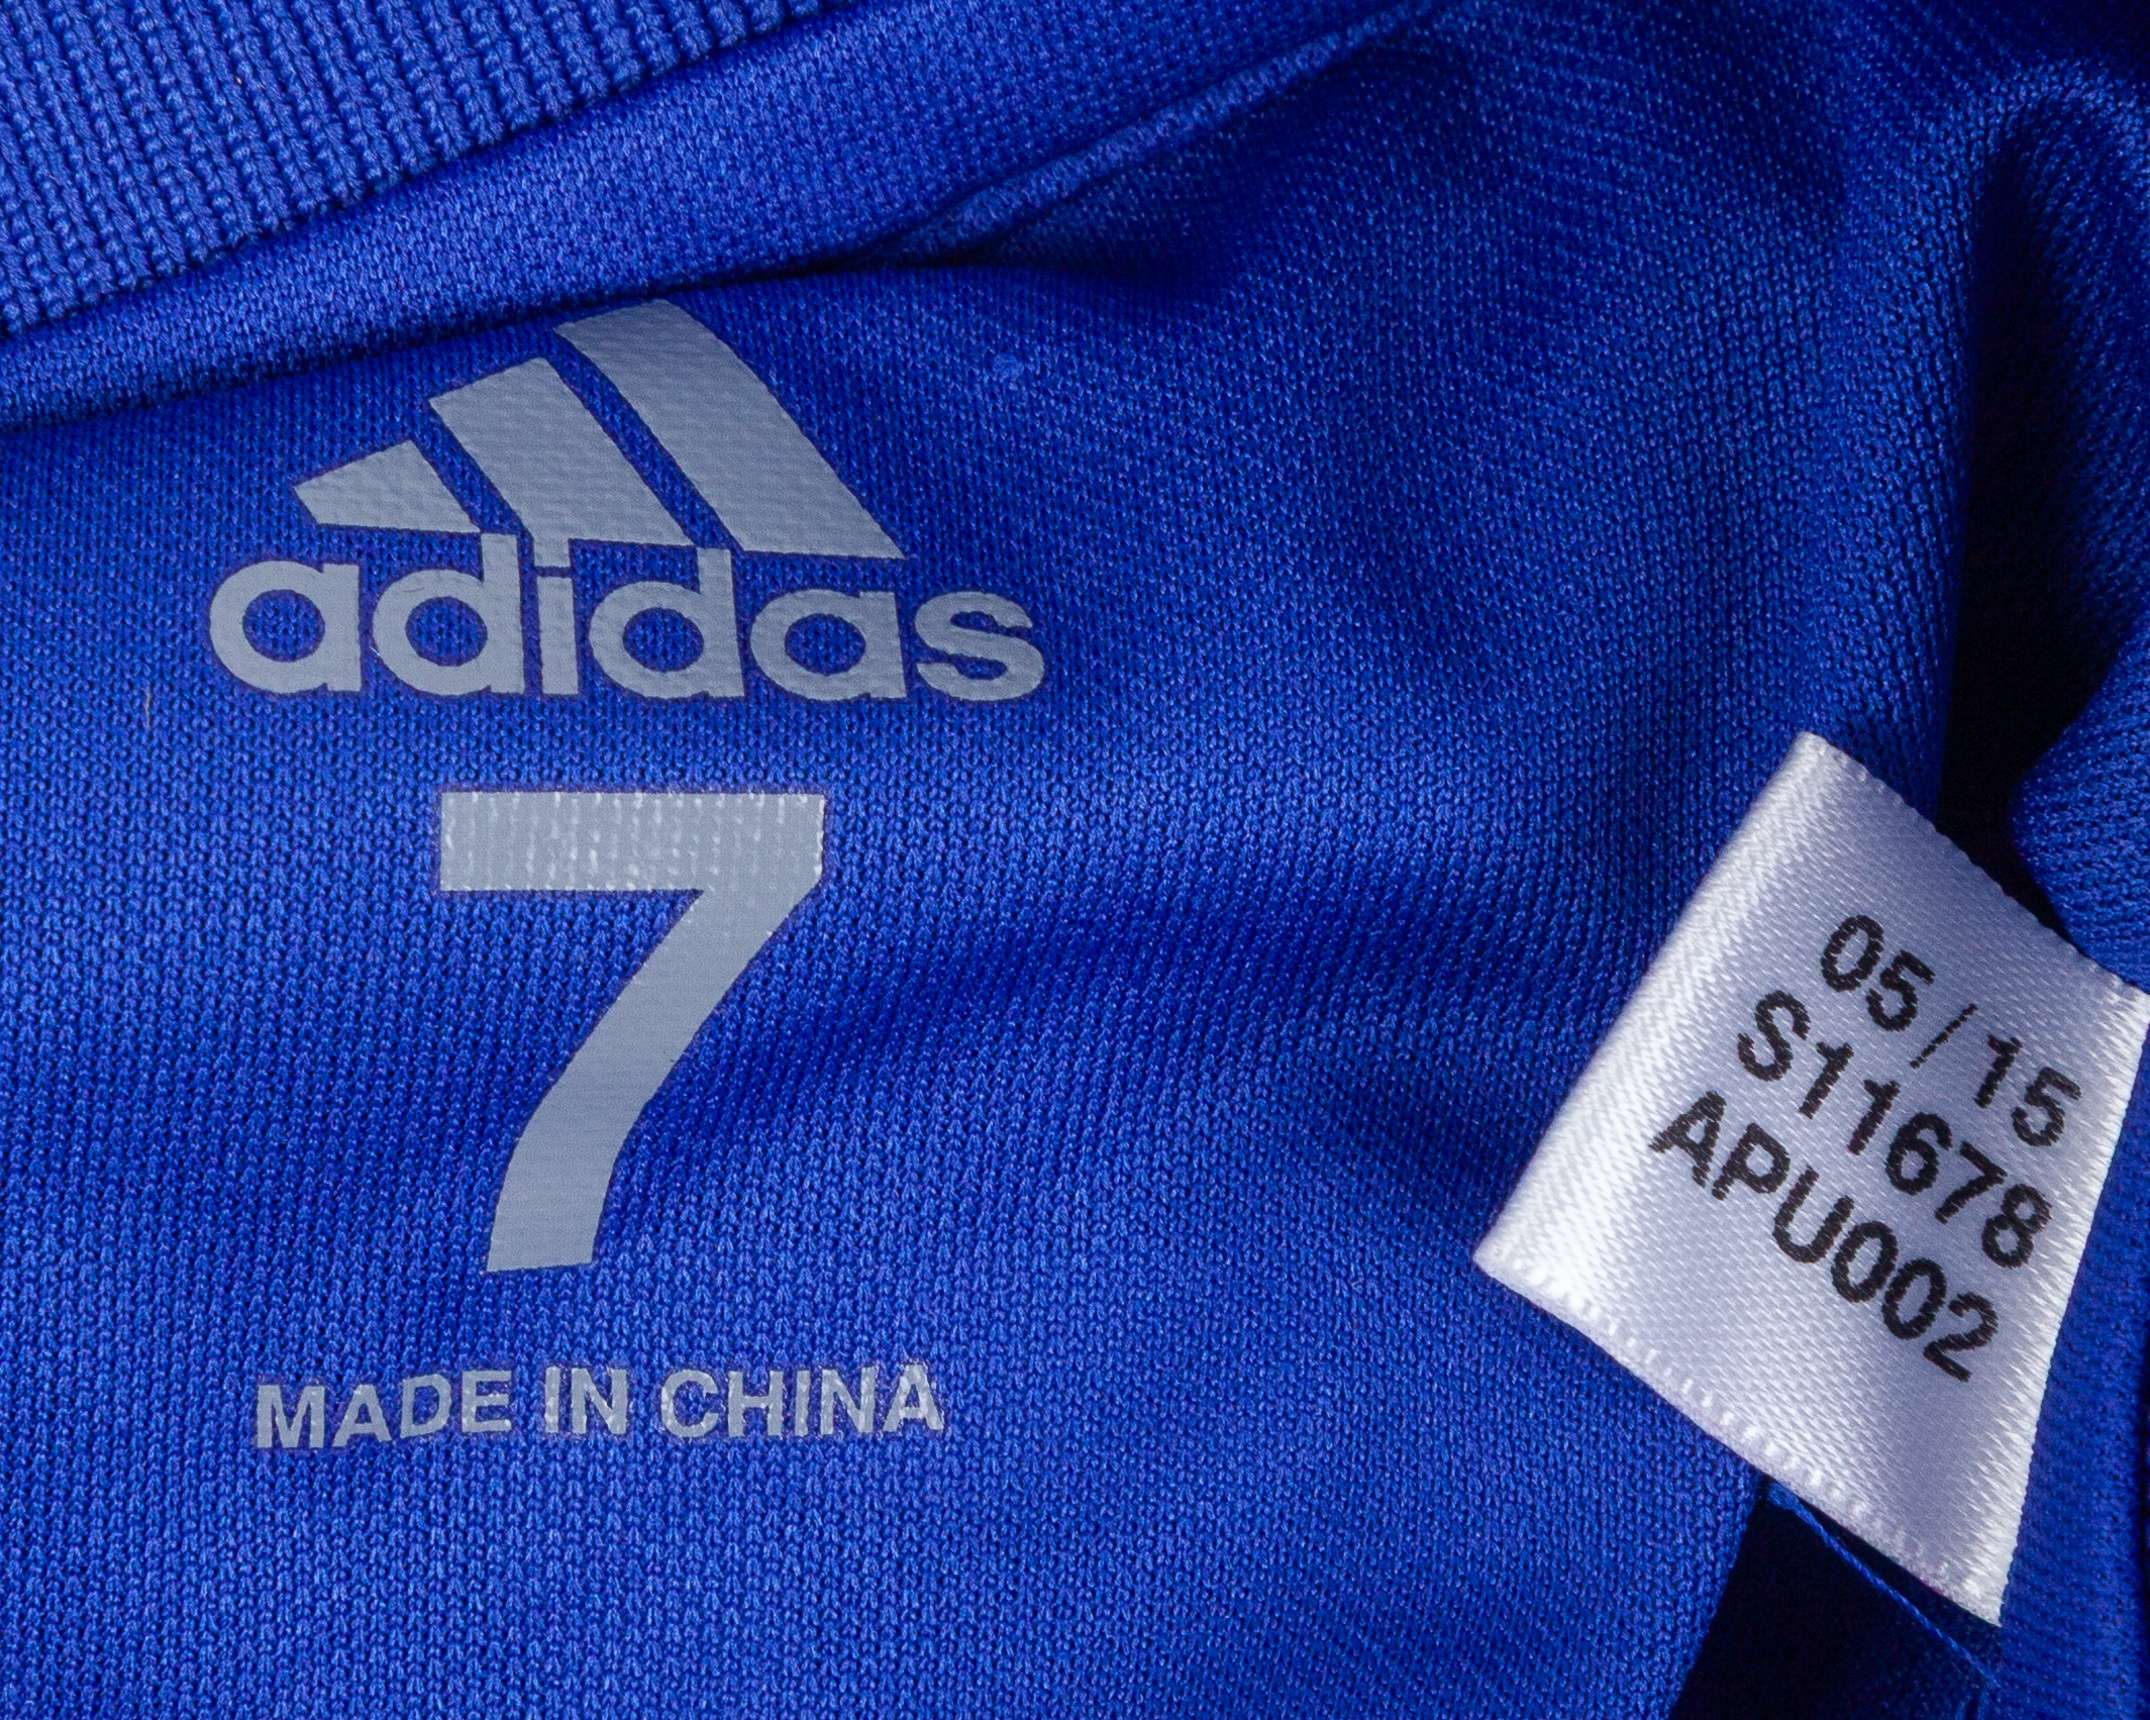 adidas
7
MADE IN CHINA
05/15
S11678
APU002